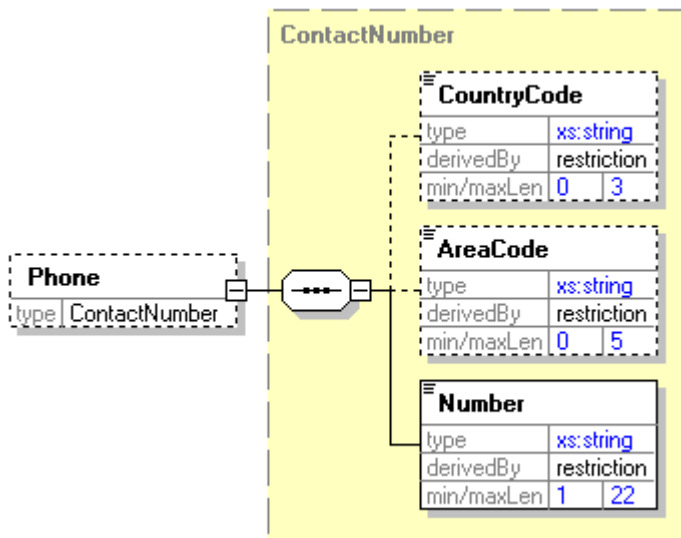 ContactNumber
CountryCode
type xs:string
derivedBy restriction
min/maxLen 0 3
AreaCode
type xs:string
derivedBy restriction
min/maxLen 0 5
Phone
type ContactNumber
Number
type xs:string
derivedBy restriction
min/maxLen 1 22